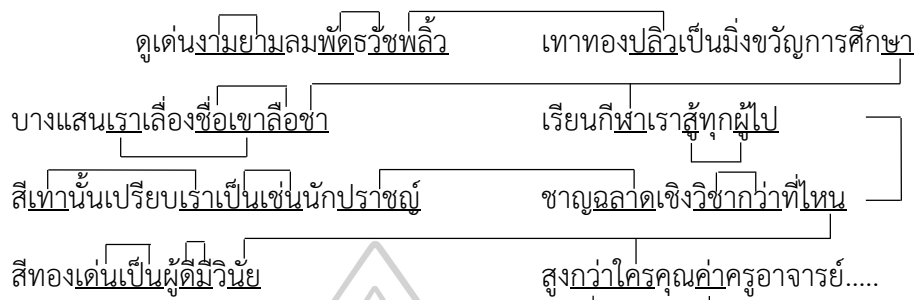 ดูเด่นงามยามลมพัดธวัชพลิ้ว เทาทองปลิวเป็นมิ่งขวัญการศึกษา
บางแสนเราเลื่องชื่อเขาลือชา เรียนกีฬาเราสู้ทุกผู้ไป
สีเทานั้นเปรียบเราเป็นเช่นนักปราชญ์ ชาญฉลาดเชิงวิชากว่าที่ไหน
สีทองเด่นเป็นผู้ดีมีวินัย สูงกว่าใครคุณค่าครูอาจารย์.....